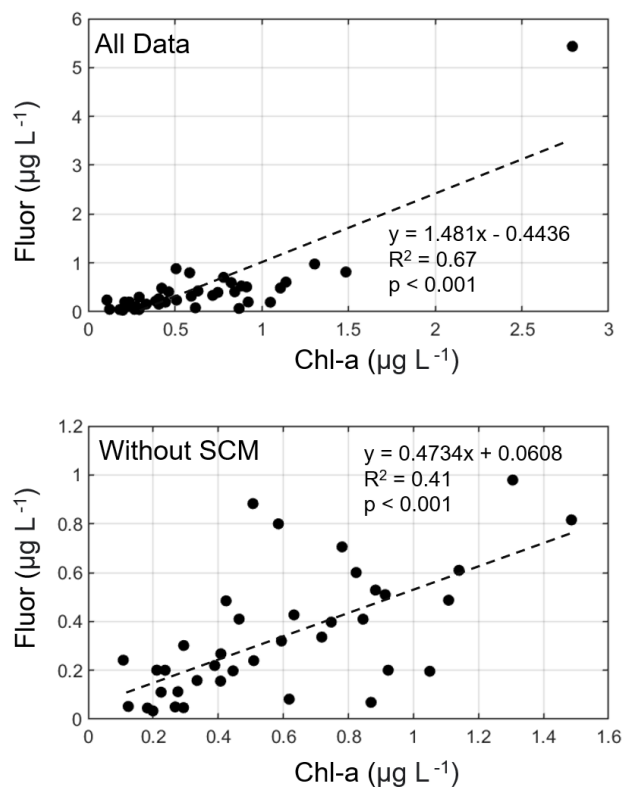 All Data
Fluor (µg L⁻¹)
6
5
4
3
2
1
0
y = 1.481x - 0.4436
R² = 0.67
p < 0.001
0 0.5 1 1.5 2 2.5 3
Chl-a (µg L⁻¹)
Without SCM
Fluor (µg L⁻¹)
1.2
1
0.8
0.6
0.4
0.2
0
y = 0.4734x + 0.0608
R² = 0.41
p < 0.001
0 0.2 0.4 0.6 0.8 1 1.2 1.4 1.6
Chl-a (µg L⁻¹)